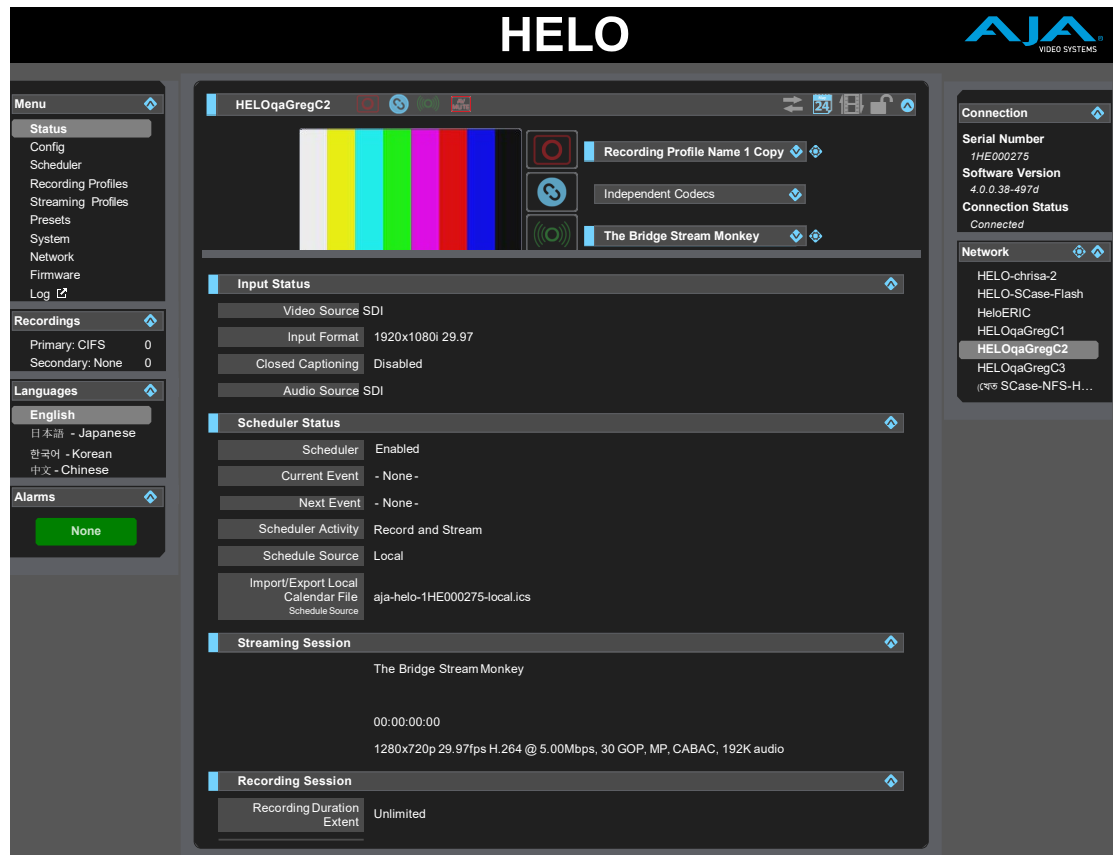 HELO
AJA
VIDEO SYSTEMS
Menu
Status
Config
Scheduler
Recording Profiles
Streaming Profiles
Presets
System
Network
Firmware
Log
Recordings
Primary: CIFS 0
Secondary: None 0
Languages
English
日本語 - Japanese
한국어 - Korean
中文 - Chinese
Alarms
None
HELOqaGregC2
AV MUTE
24
Recording Profile Name 1 Copy
Independent Codecs
The Bridge Stream Monkey
Input Status
Video Source SDI
Input Format 1920x1080i 29.97
Closed Captioning Disabled
Audio Source SDI
Scheduler Status
Scheduler Enabled
Current Event - None -
Next Event - None -
Scheduler Activity Record and Stream
Schedule Source Local
Import/Export Local
Calendar File aja-helo-1HE000275-local.ics
Schedule Source
Streaming Session
The Bridge Stream Monkey
00:00:00:00
1280x720p 29.97fps H.264 @ 5.00Mbps, 30 GOP, MP, CABAC, 192K audio
Recording Session
Recording Duration
Extent Unlimited
Connection
Serial Number
1HE000275
Software Version
4.0.0.38-497d
Connection Status
Connected
Network
HELO-chrisa-2
HELO-SCase-Flash
HeloERIC
HELOqaGregC1
HELOqaGregC2
HELOqaGregC3
SCase-NFS-H...